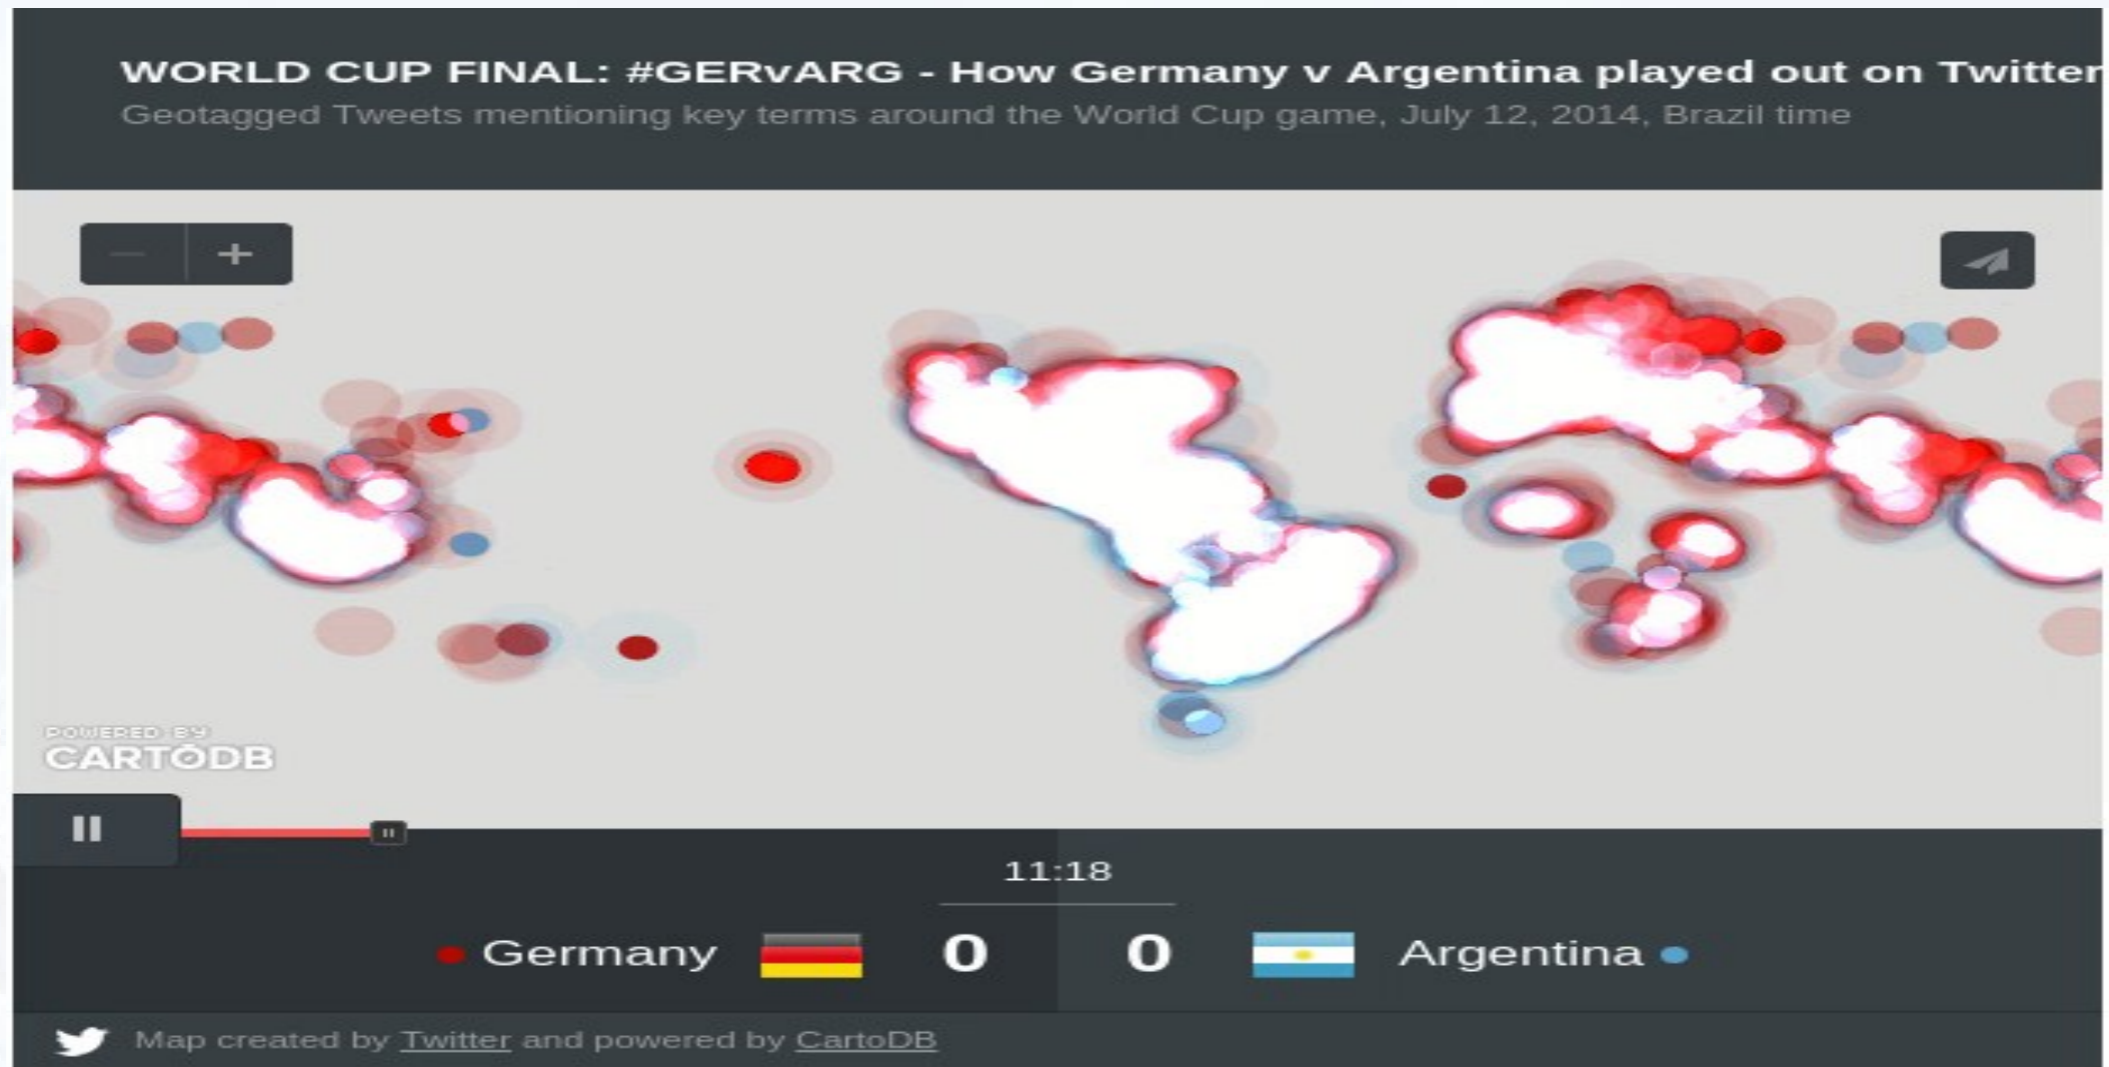 WORLD CUP FINAL: #GERvARG - How Germany v Argentina played out on Twitter
Geotagged Tweets mentioning key terms around the World Cup game, July 12, 2014, Brazil time
POWERED BY
CARTODB
11:18
Germany 0 0 Argentina
Map created by Twitter and powered by CartoDB